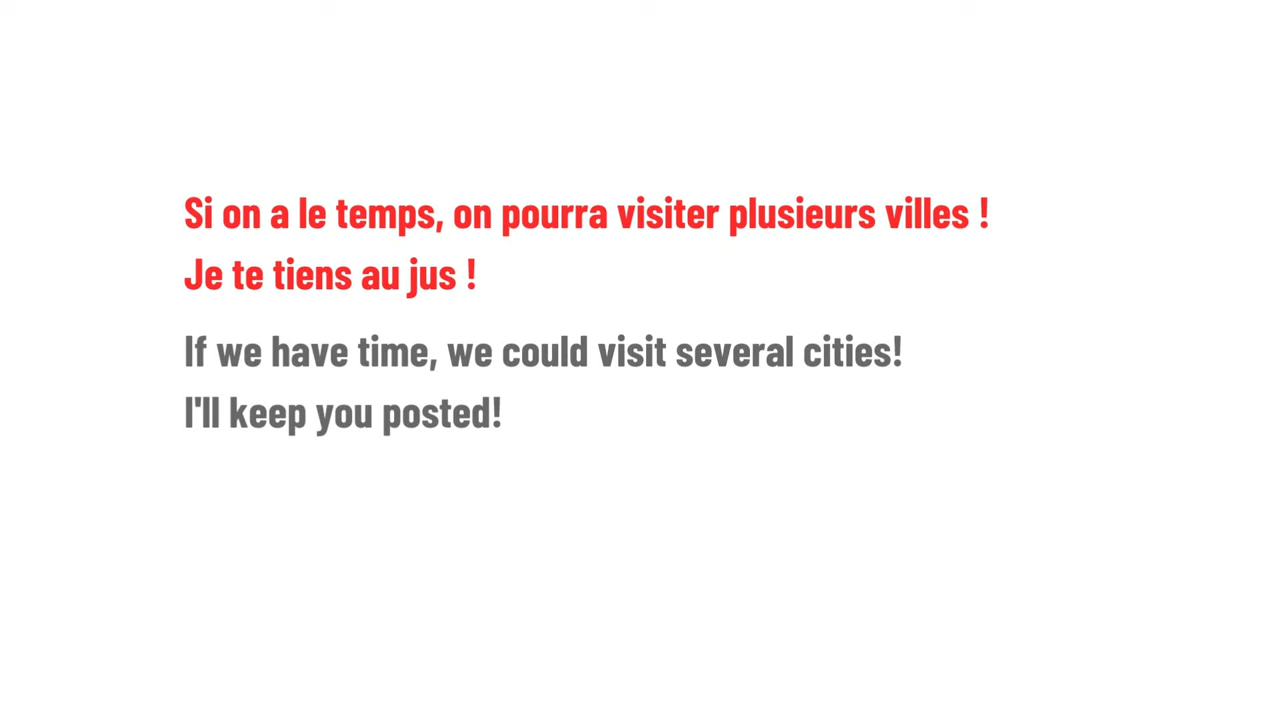 Si on a le temps, on pourra visiter plusieurs villes !
Je te tiens au jus !
If we have time, we could visit several cities!
I'll keep you posted!